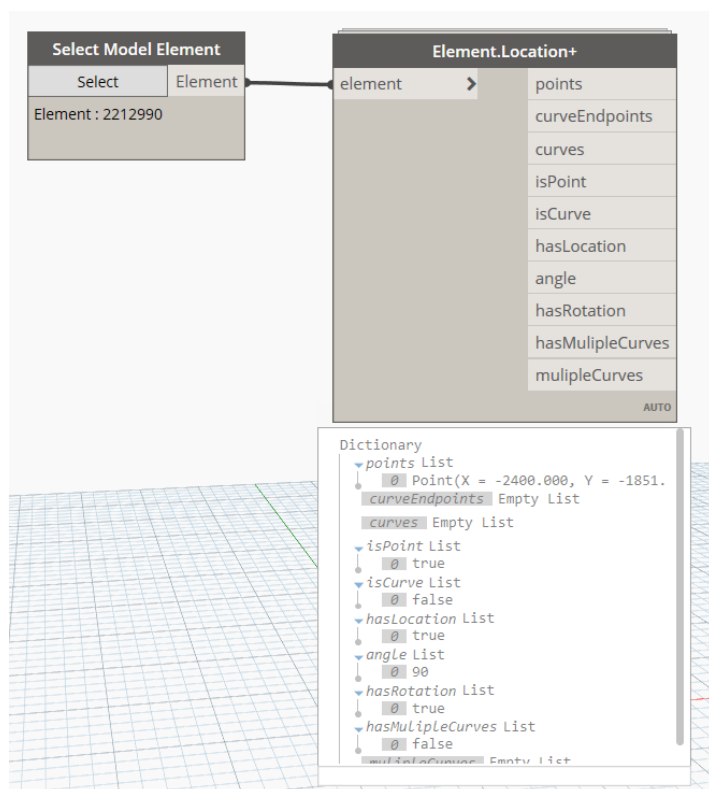 Select Model Element
Select
Element
Element : 2212990
Element.Location+
element
points
curveEndpoints
curves
isPoint
isCurve
hasLocation
angle
hasRotation
hasMulipleCurves
mulipleCurves
AUTO
Dictionary
points List
0 Point(X = -2400.000, Y = -1851.
curveEndpoints Empty List
curves Empty List
isPoint List
0 true
isCurve List
0 false
hasLocation List
0 true
angle List
0 90
hasRotation List
0 true
hasMulipleCurves List
0 false
mulipleCurves Empty List